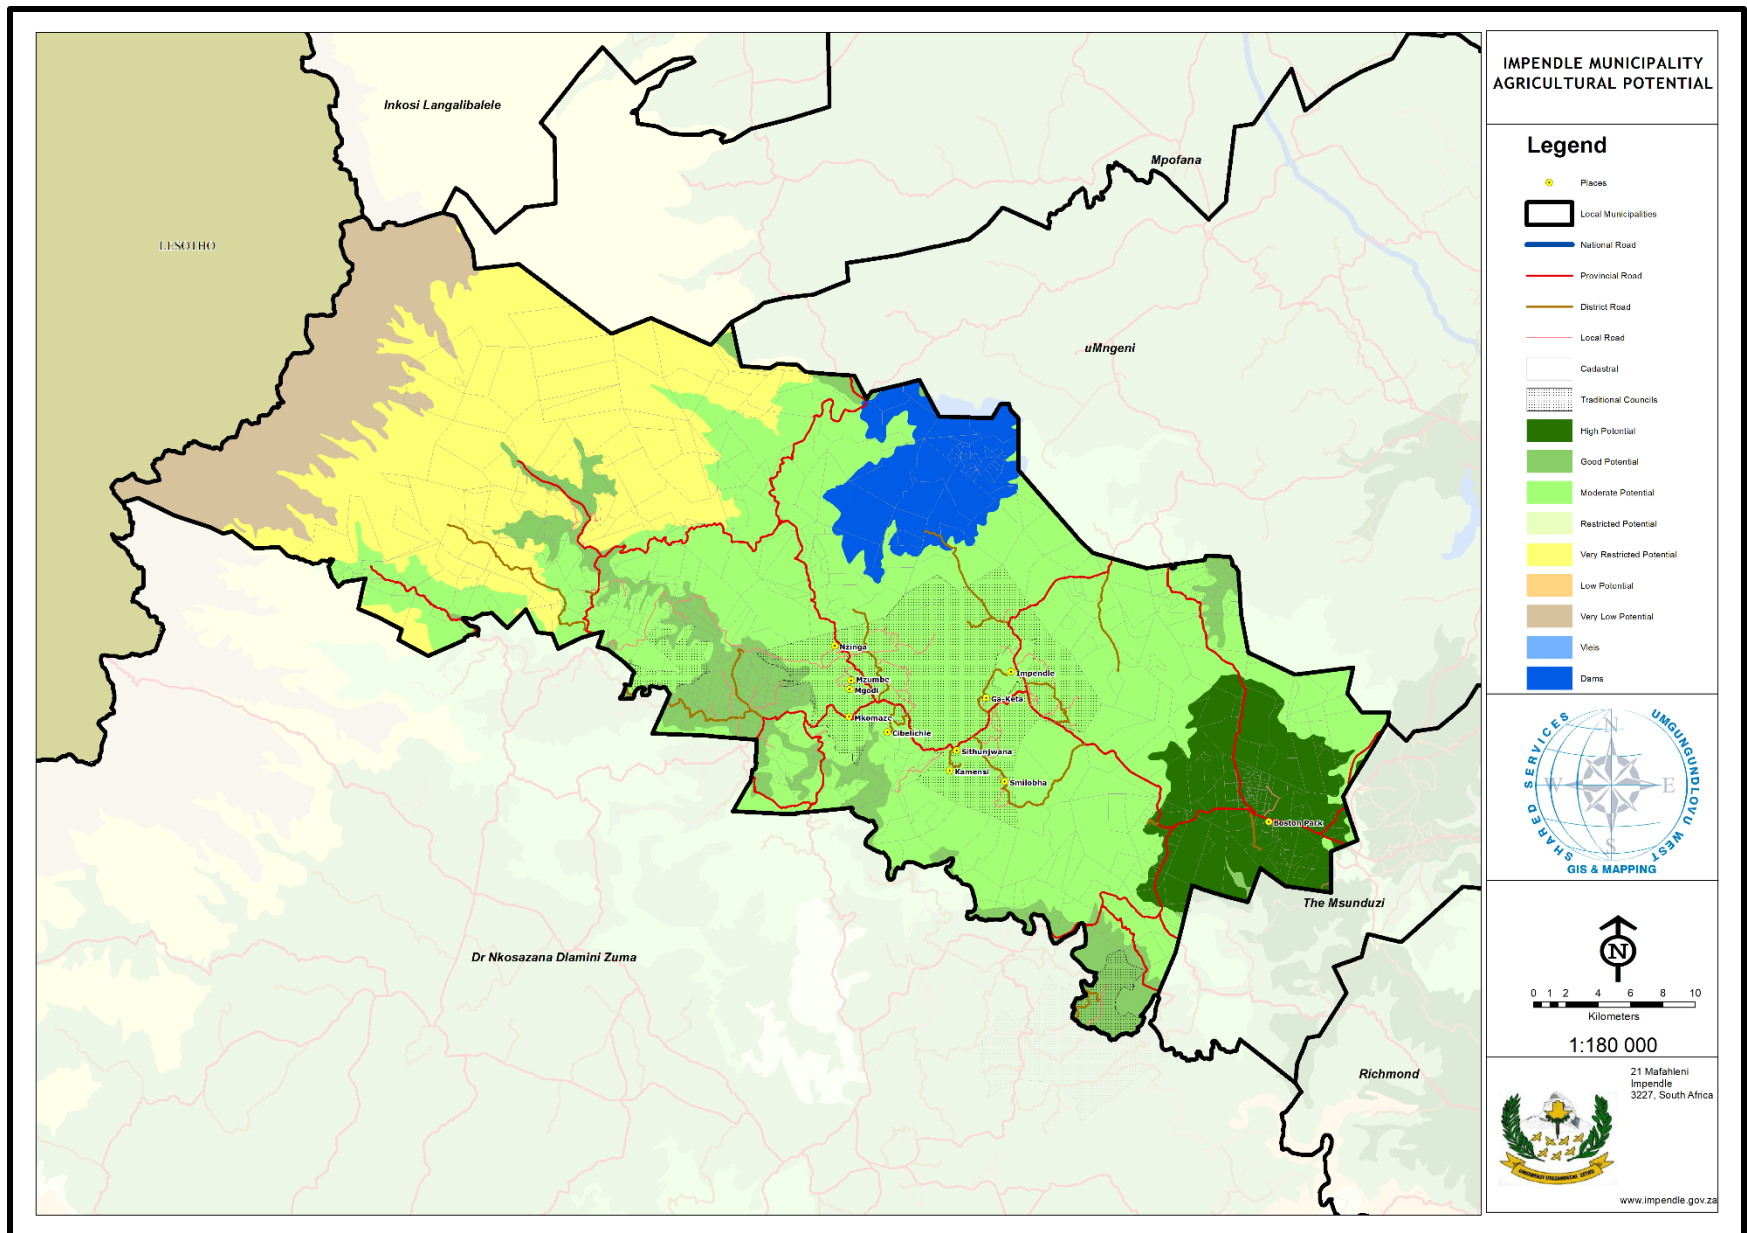 IMPENDLE MUNICIPALITY
AGRICULTURAL POTENTIAL
Legend
Places
Local Municipalities
National Road
Provincial Road
District Road
Local Road
Cadastral
Traditional Councils
High Potential
Good Potential
Moderate Potential
Restricted Potential
Very Restricted Potential
Low Potential
Very Low Potential
Vleis
Dams
Inkosi Langalibalele
Mpofana
LESOTHO
uMngeni
Nzinga
Impendle
Mzumbe
Mgodi
Ga-Keta
Mkomaze
Cibelichle
Sithunjwana
Kamensi
Smilobha
Boston Park
The Msunduzi
Dr Nkosazana Dlamini Zuma
Richmond
SHARED SERVICES
UMGUNGUNDLOVU WEST
N
W
E
S
GIS & MAPPING
N
0 1 2 4 6 8 10
Kilometers
1:180 000
21 Mafahleni
Impendle
3227, South Africa
www.impendle.gov.za